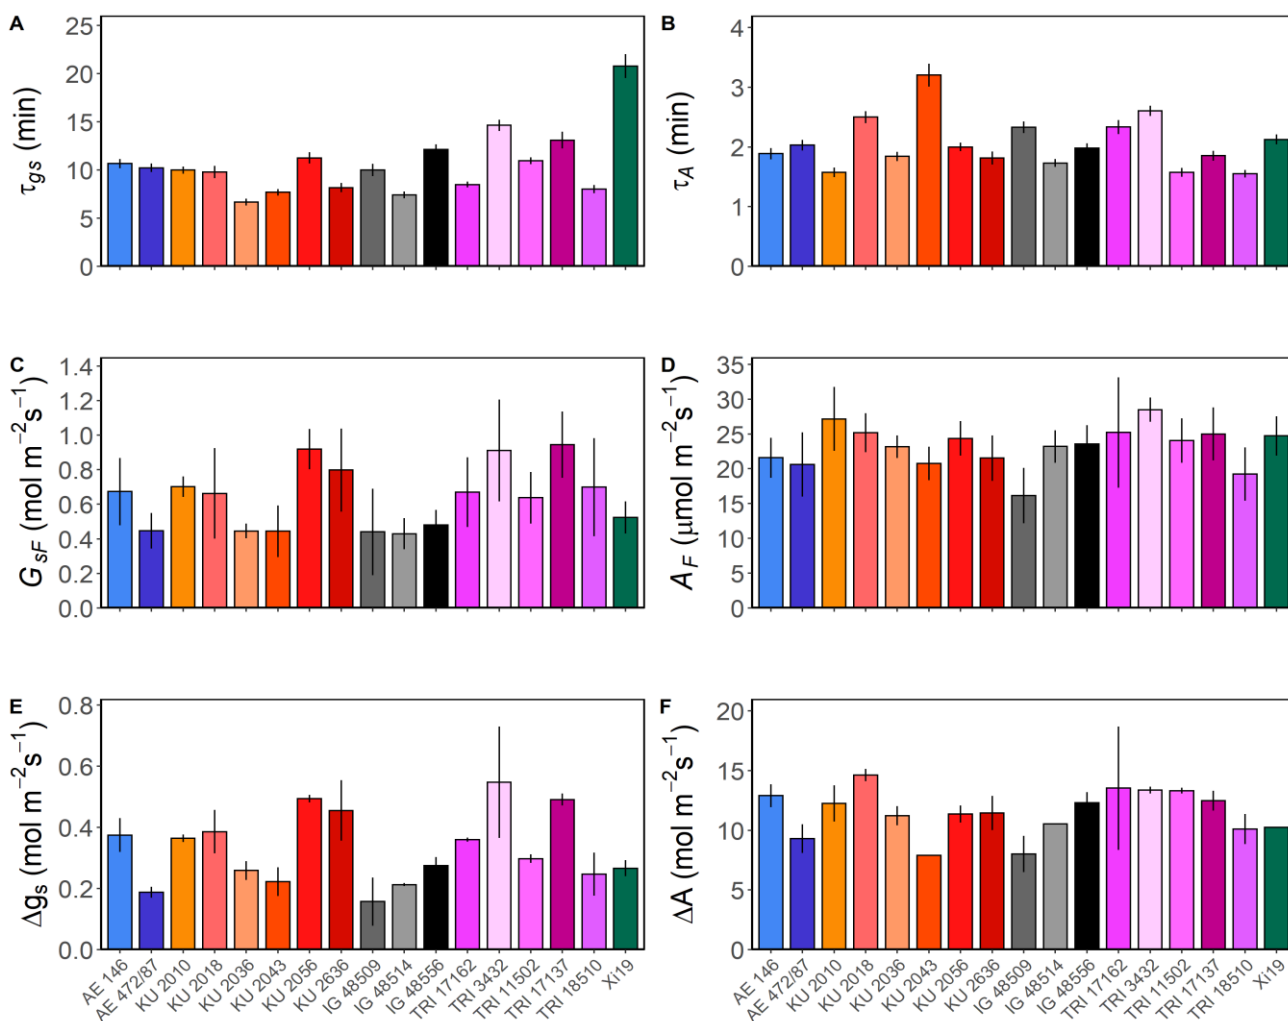 A
τgs (min)
25
20
15
10
5
0
B
τA (min)
4
3
2
1
0
C
GsF (mol m−2s−1)
1.4
1.2
1.0
0.8
0.6
0.4
0.2
0.0
D
AF (μmol m−2s−1)
35
30
25
20
15
10
5
0
E
Δgs (mol m−2s−1)
0.8
0.6
0.4
0.2
0.0
AE 146
AE 472/87
KU 2010
KU 2018
KU 2036
KU 2043
KU 2056
KU 2636
IG 48509
IG 48514
IG 48556
TRI 17162
TRI 3432
TRI 11502
TRI 17137
TRI 18510
Xi19
F
ΔA (mol m−2s−1)
20
15
10
5
0
AE 146
AE 472/87
KU 2010
KU 2018
KU 2036
KU 2043
KU 2056
KU 2636
IG 48509
IG 48514
IG 48556
TRI 17162
TRI 3432
TRI 11502
TRI 17137
TRI 18510
Xi19